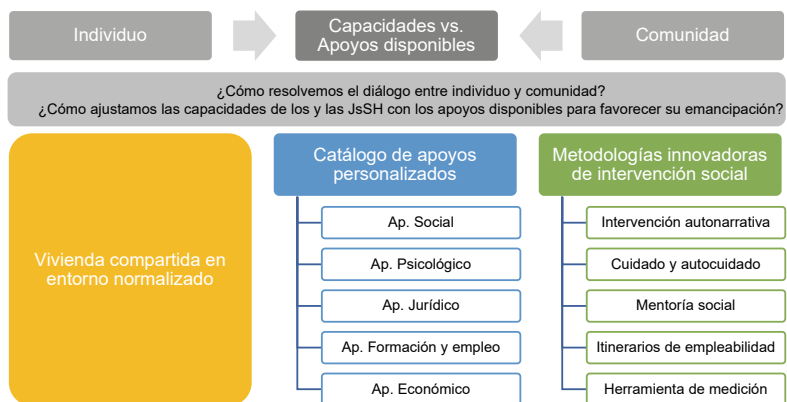 Individuo
Capacidades vs.
Apoyos disponibles
Comunidad
¿Cómo resolvemos el diálogo entre individuo y comunidad?
¿Cómo ajustamos las capacidades de los y las JsSH con los apoyos disponibles para favorecer su emancipación?
Vivienda compartida en
entorno normalizado
Catálogo de apoyos
personalizados
Ap. Social
Ap. Psicológico
Ap. Jurídico
Ap. Formación y empleo
Ap. Económico
Metodologías innovadoras
de intervención social
Intervención autonarrativa
Cuidado y autocuidado
Mentoría social
Itinerarios de empleabilidad
Herramienta de medición